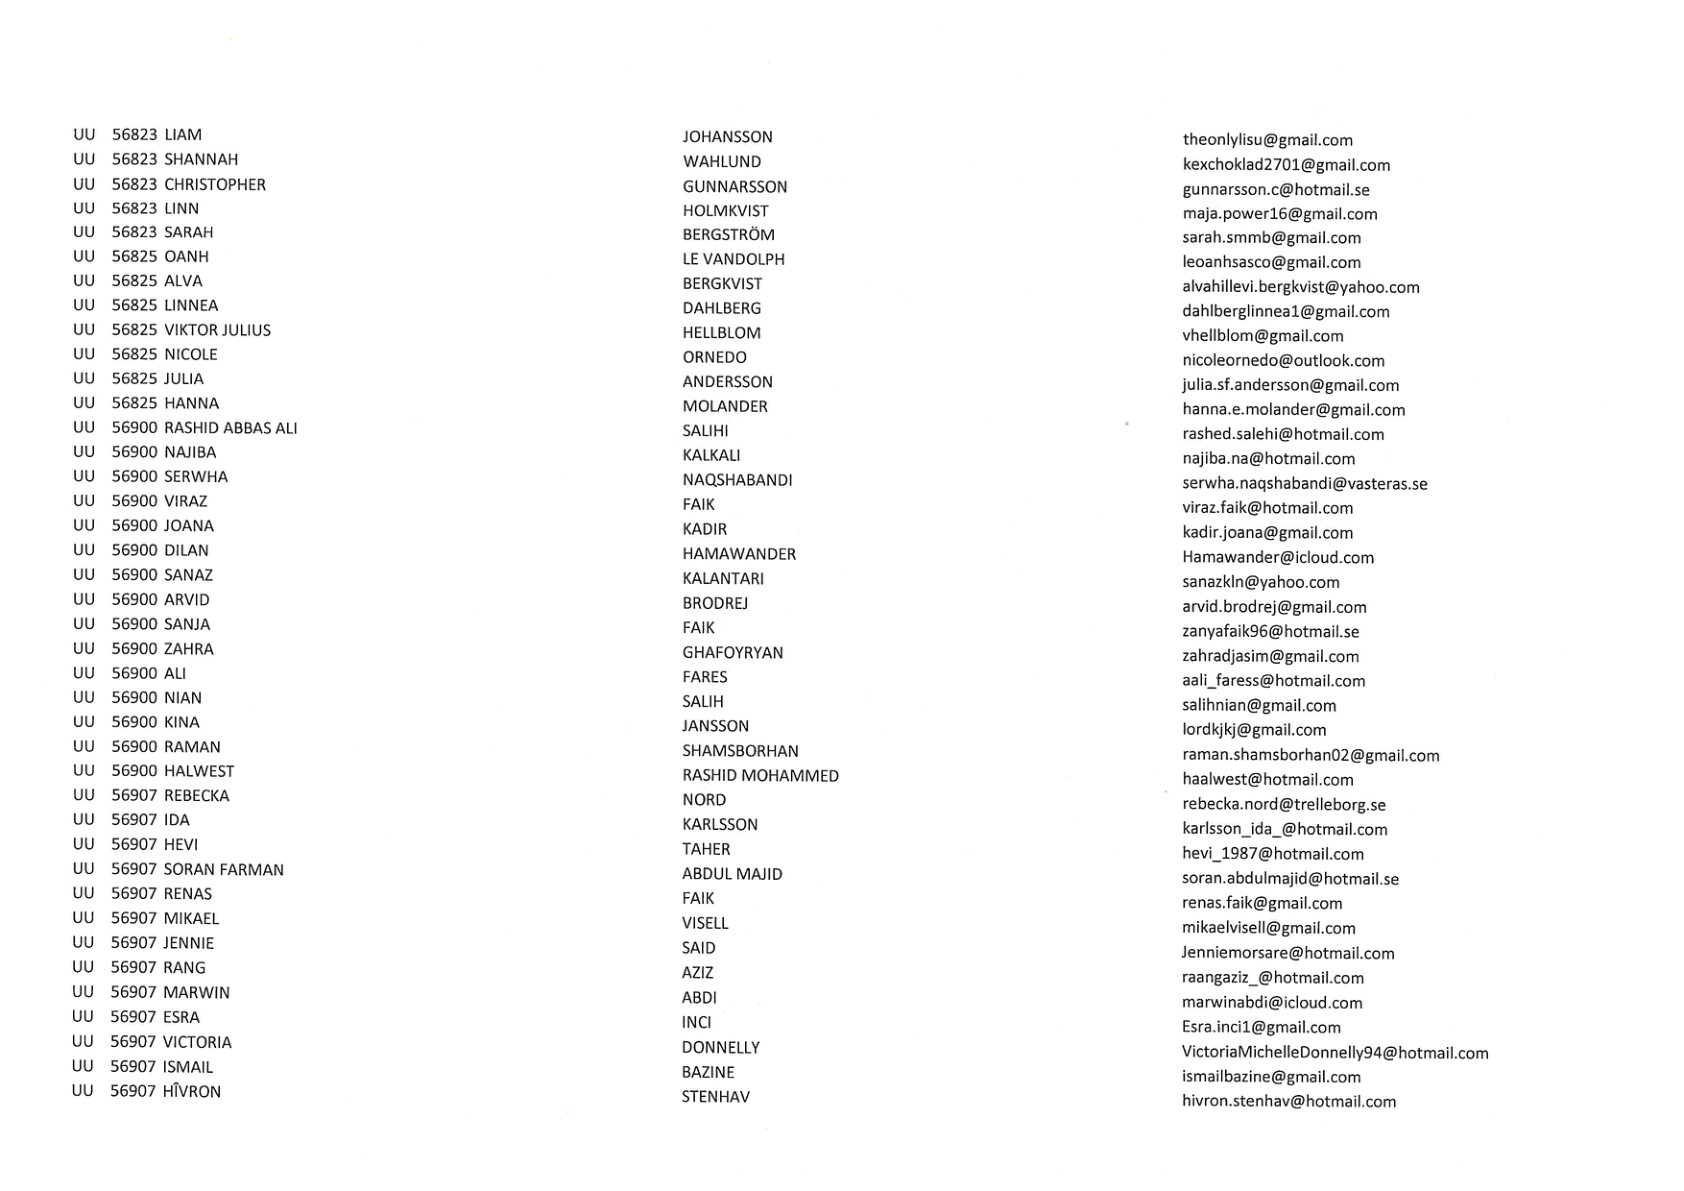 UU 56823 LIAM JOHANSSON theonlylisu@gmail.com
UU 56823 SHANNAH WAHLUND kexchoklad2701@gmail.com
UU 56823 CHRISTOPHER GUNNARSSON gunnarsson.c@hotmail.se
UU 56823 LINN HOLMKVIST maja.power16@gmail.com
UU 56823 SARAH BERGSTRÖM sarah.smmb@gmail.com
UU 56825 OANH LE VANDOLPH leoanhsasco@gmail.com
UU 56825 ALVA BERGKVIST alvahillevi.bergkvist@yahoo.com
UU 56825 LINNEA DAHLBERG dahlberglinnea1@gmail.com
UU 56825 VIKTOR JULIUS HELLBLOM vhellblom@gmail.com
UU 56825 NICOLE ORNEDO nicoleornedo@outlook.com
UU 56825 JULIA ANDERSSON julia.sf.andersson@gmail.com
UU 56825 HANNA MOLANDER hanna.e.molander@gmail.com
UU 56900 RASHID ABBAS ALI SALIHI rashed.salehi@hotmail.com
UU 56900 NAJIBA KALKALI najiba.na@hotmail.com
UU 56900 SERWHA NAQSHABANDI serwha.naqshabandi@vasteras.se
UU 56900 VIRAZ FAIK viraz.faik@hotmail.com
UU 56900 JOANA KADIR kadir.joana@gmail.com
UU 56900 DILAN HAMAWANDER Hamawander@icloud.com
UU 56900 SANAZ KALANTARI sanazkln@yahoo.com
UU 56900 ARVID BRODREJ arvid.brodrej@gmail.com
UU 56900 SANJA FAIK zanyafaik96@hotmail.se
UU 56900 ZAHRA GHAFOYRYAN zahradjasim@gmail.com
UU 56900 ALI FARES aali_faress@hotmail.com
UU 56900 NIAN SALIH salihnian@gmail.com
UU 56900 KINA JANSSON lordkjkj@gmail.com
UU 56900 RAMAN SHAMSBORHAN raman.shamsborhan02@gmail.com
UU 56900 HALWEST RASHID MOHAMMED haalwest@hotmail.com
UU 56907 REBECKA NORD rebecka.nord@trelleborg.se
UU 56907 IDA KARLSSON karlsson_ida_@hotmail.com
UU 56907 HEVI TAHER hevi_1987@hotmail.com
UU 56907 SORAN FARMAN ABDUL MAJID soran.abdulmajid@hotmail.se
UU 56907 RENAS FAIK renas.faik@gmail.com
UU 56907 MIKAEL VISELL mikaelvisell@gmail.com
UU 56907 JENNIE SAID Jenniemorsare@hotmail.com
UU 56907 RANG AZIZ raangaziz_@hotmail.com
UU 56907 MARWIN ABDI marwinabdi@icloud.com
UU 56907 ESRA INCI Esra.inci1@gmail.com
UU 56907 VICTORIA DONNELLY VictoriaMichelleDonnelly94@hotmail.com
UU 56907 ISMAIL BAZINE ismailbazine@gmail.com
UU 56907 HÎVRON STENHAV hivron.stenhav@hotmail.com